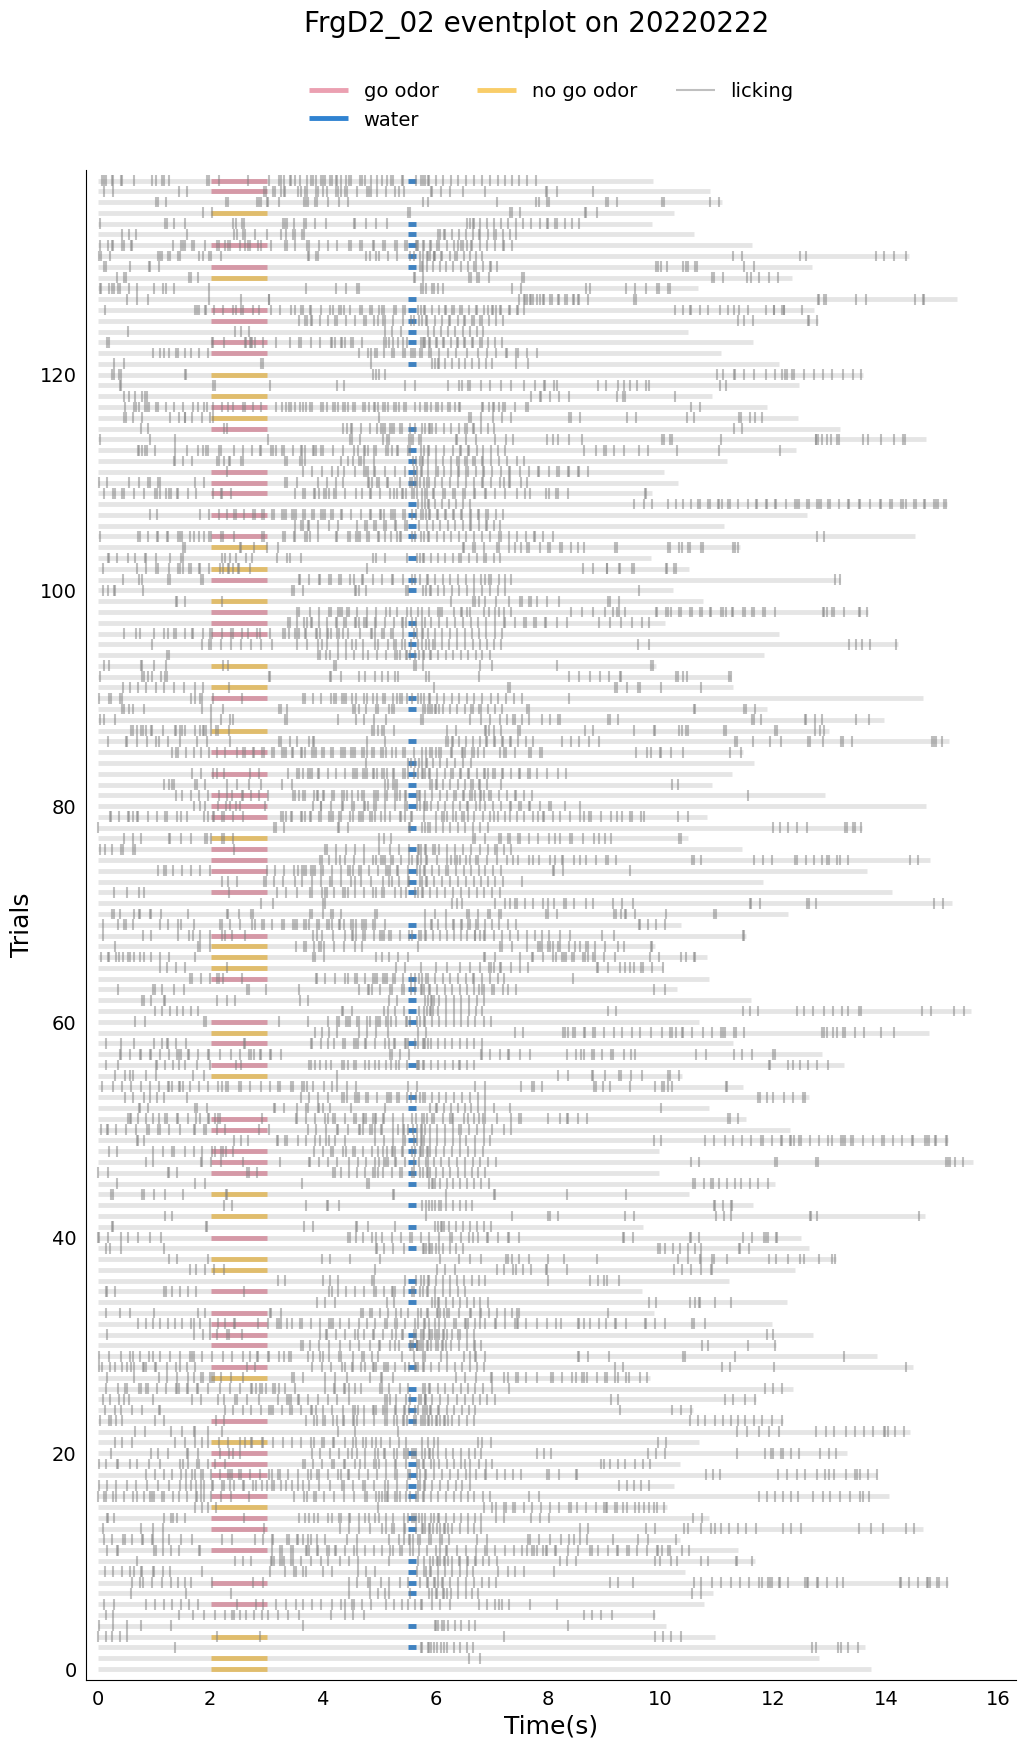 FrgD2_02 eventplot on 20220222
go odor
no go odor
licking
water
120
100
80
60
40
20
0
Trials
0 2 4 6 8 10 12 14 16
Time(s)